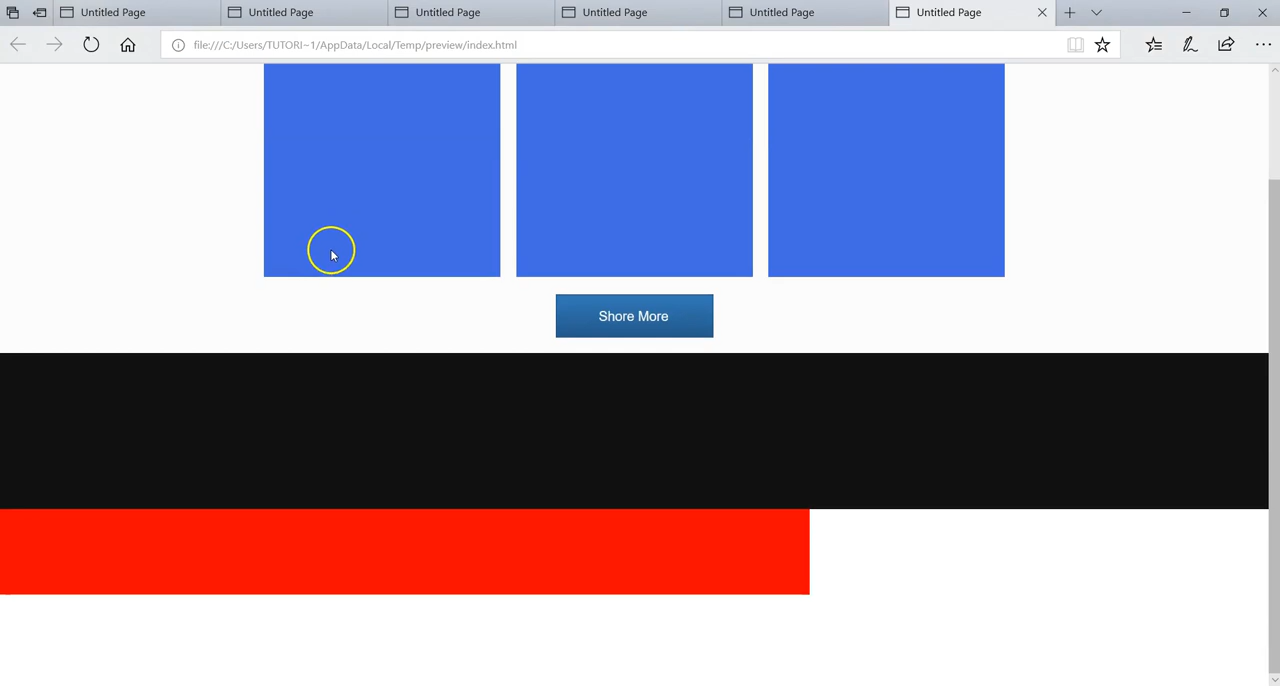 Untitled Page Untitled Page Untitled Page Untitled Page Untitled Page Untitled Page
file:///C:/Users/TUTORI~1/AppData/Local/Temp/preview/index.html
Shore More